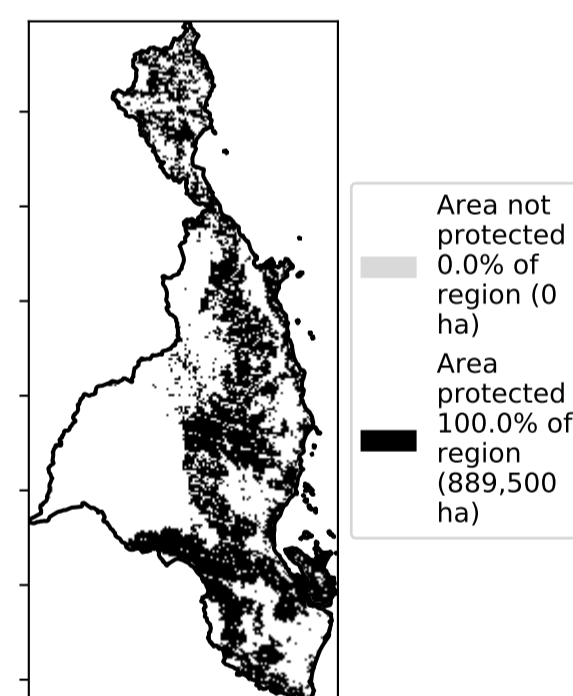 Area not
protected
0.0% of
region (0
ha)
Area
protected
100.0% of
region
(889,500
ha)